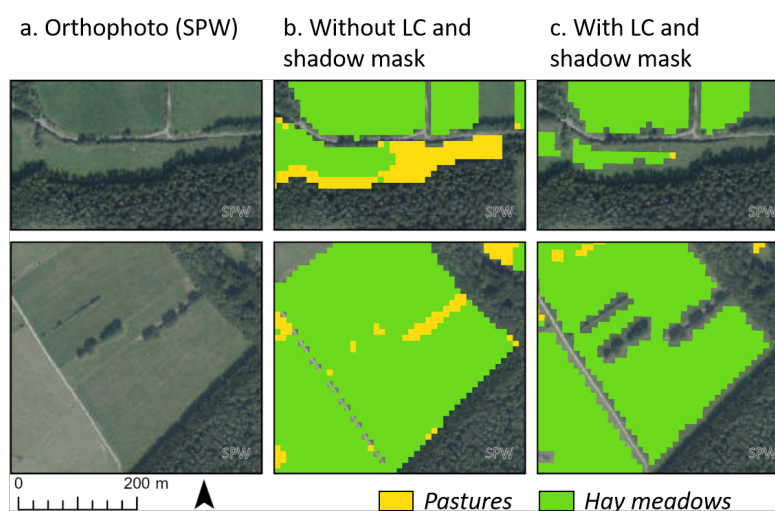 a. Orthophoto (SPW)
b. Without LC and
shadow mask
c. With LC and
shadow mask
SPW
SPW
SPW
SPW
SPW
SPW
200 m
Pastures
Hay meadows